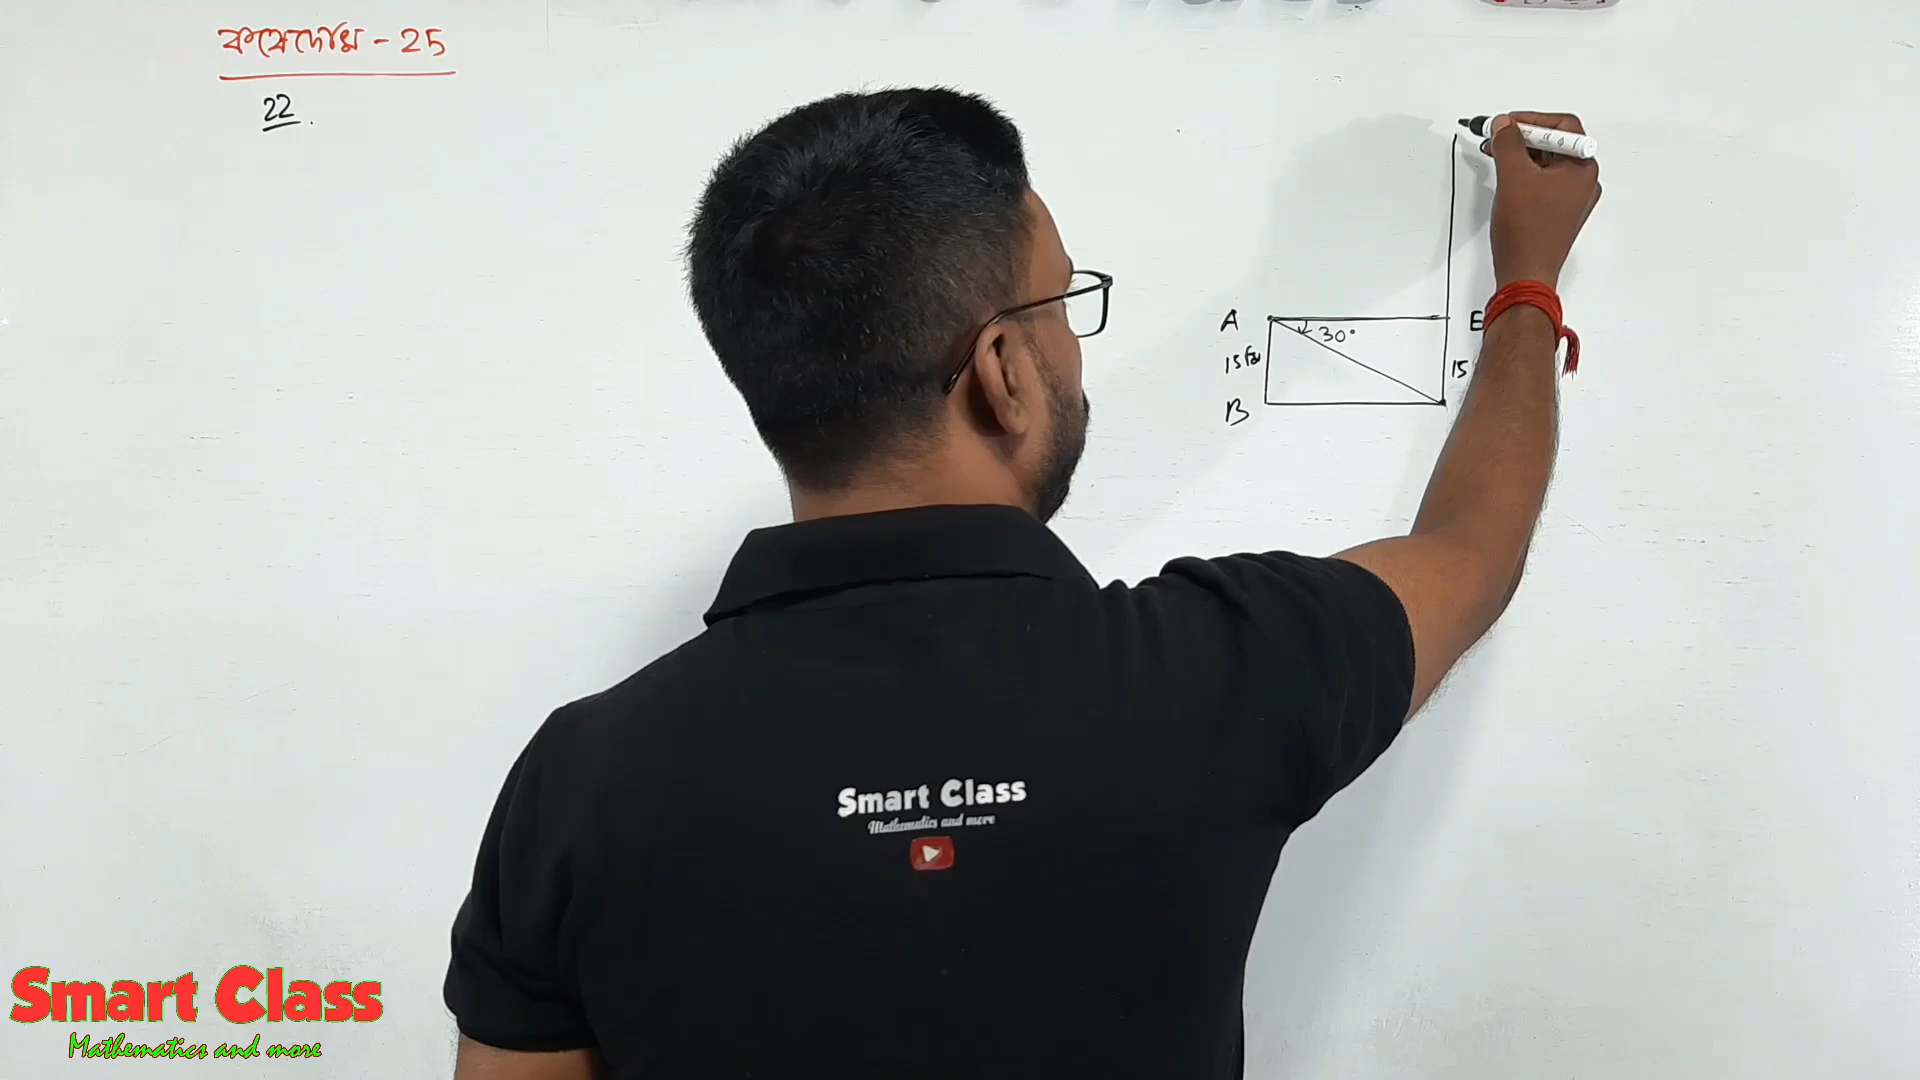 কষেদেখি - 25
22.
A
E
30°
15মি
15
B
Smart Class
Mathematics and more
Smart Class
Mathematics and more